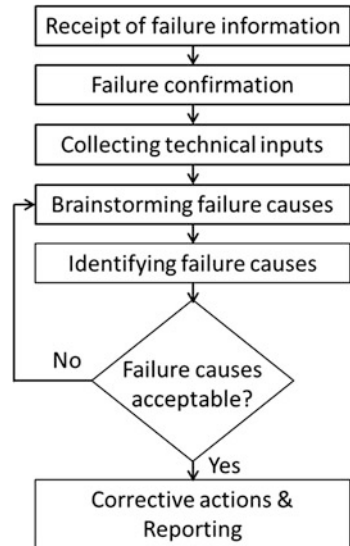 Receipt of failure information
Failure confirmation
Collecting technical inputs
Brainstorming failure causes
Identifying failure causes
No
Failure causes
acceptable?
Yes
Corrective actions &
Reporting